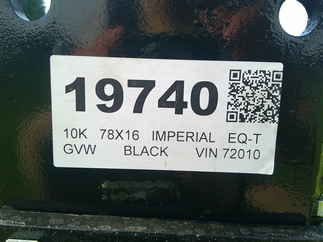 19740
10K 78X16 IMPERIAL EQ-T
GVW BLACK VIN 72010